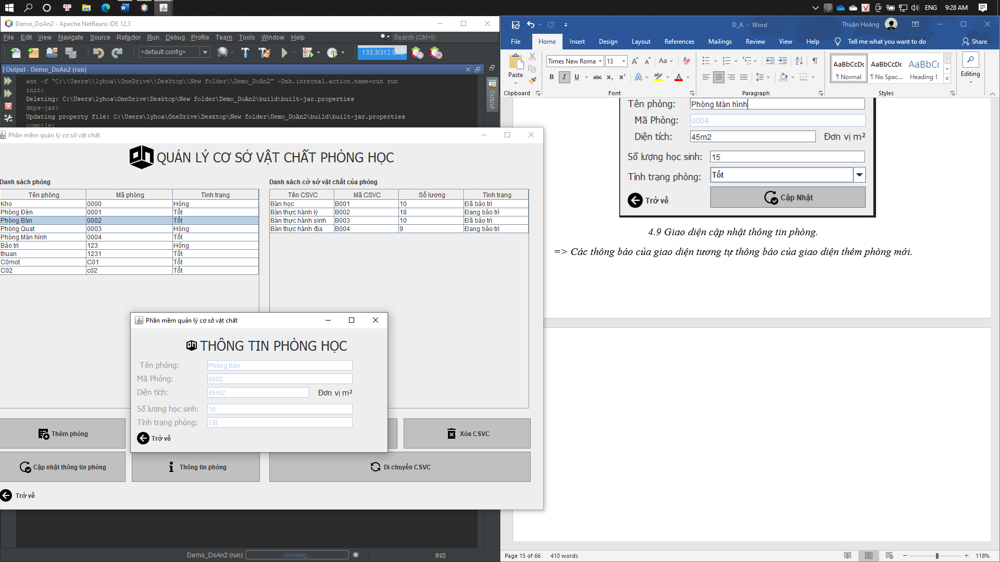 ENG 9:28 AM
Demo_DoAn2 - Apache NetBeans IDE 12.3
File Edit View Navigate Source Refactor Run Debug Profile Team Tools Window Help
Search (Ctrl+I)
<default config>
133.3/312.0MB
Output - Demo_DoAn2 (run)
ant -f "C:\\Users\\lyhoa\\OneDrive\\Desktop\\New folder\\Demo_DoAn2" -Dnb.internal.action.name=run run
init:
Deleting: C:\Users\lyhoa\OneDrive\Desktop\New folder\Demo_DoAn2\build\built-jar.properties
deps-jar:
Updating property file: C:\Users\lyhoa\OneDrive\Desktop\New folder\Demo_DoAn2\build\built-jar.properties
compile:
Output
Phần mềm quản lý cơ sở vật chất
QUẢN LÝ CƠ SỞ VẬT CHẤT PHÒNG HỌC
Danh sách phòng
Tên phòng Mã phòng Tình trạng
Kho 0000 Hỏng
Phòng Đèn 0001 Tốt
Phòng Bàn 0002 Tốt
Phòng Quat 0003 Hỏng
Phòng Màn hình 0004 Tốt
Bảo trì 123 Hỏng
thuan 1231 Tốt
C0mot C01 Tốt
C02 c02 Tốt
Danh sách cở sở vật chất của phòng
Tên CSVC Mã CSVC Số lượng Tình trạng
Bàn học B001 10 Đã bảo trì
Bàn thực hành lý B002 18 Đang bảo trì
Bàn thực hành sinh B003 10 Đã bảo trì
Bàn thực hành địa B004 9 Đang bảo trì
Phần mềm quản lý cơ sở vật chất
THÔNG TIN PHÒNG HỌC
Tên phòng: Phòng Bàn
Mã Phòng: 0002
Diện tích: 45m2 Đơn vị m²
Số lượng học sinh: 35
Tình trạng phòng: Tốt
Trở về
Thêm phòng
Xóa CSVC
Cập nhật thông tin phòng
Thông tin phòng
Di chuyển CSVC
Trở về
Demo_DoAn2 (run) running...
INS
D_A - Word
Thuận Hoàng
File Home Insert Design Layout References Mailings Review View Help Tell me what you want to do Share
Paste
Clipboard
Times New Roma 13
Aa
B I U abc x₂ x²
Font
Paragraph
AaBbCcDc AaBbCcDc AaBbCc
¶ Normal ¶ No Spac... Heading 1
Styles
Editing
Tên phòng: Phòng Màn hình
Mã Phòng: 0004
Diện tích: 45m2 Đơn vị m²
Số lượng học sinh: 15
Tình trạng phòng: Tốt
Trở về
Cập Nhật
4.9 Giao diện cập nhật thông tin phòng.
=> Các thông báo của giao diện tương tự thông báo của giao diện thêm phòng mới.
Page 15 of 66 410 words
118%